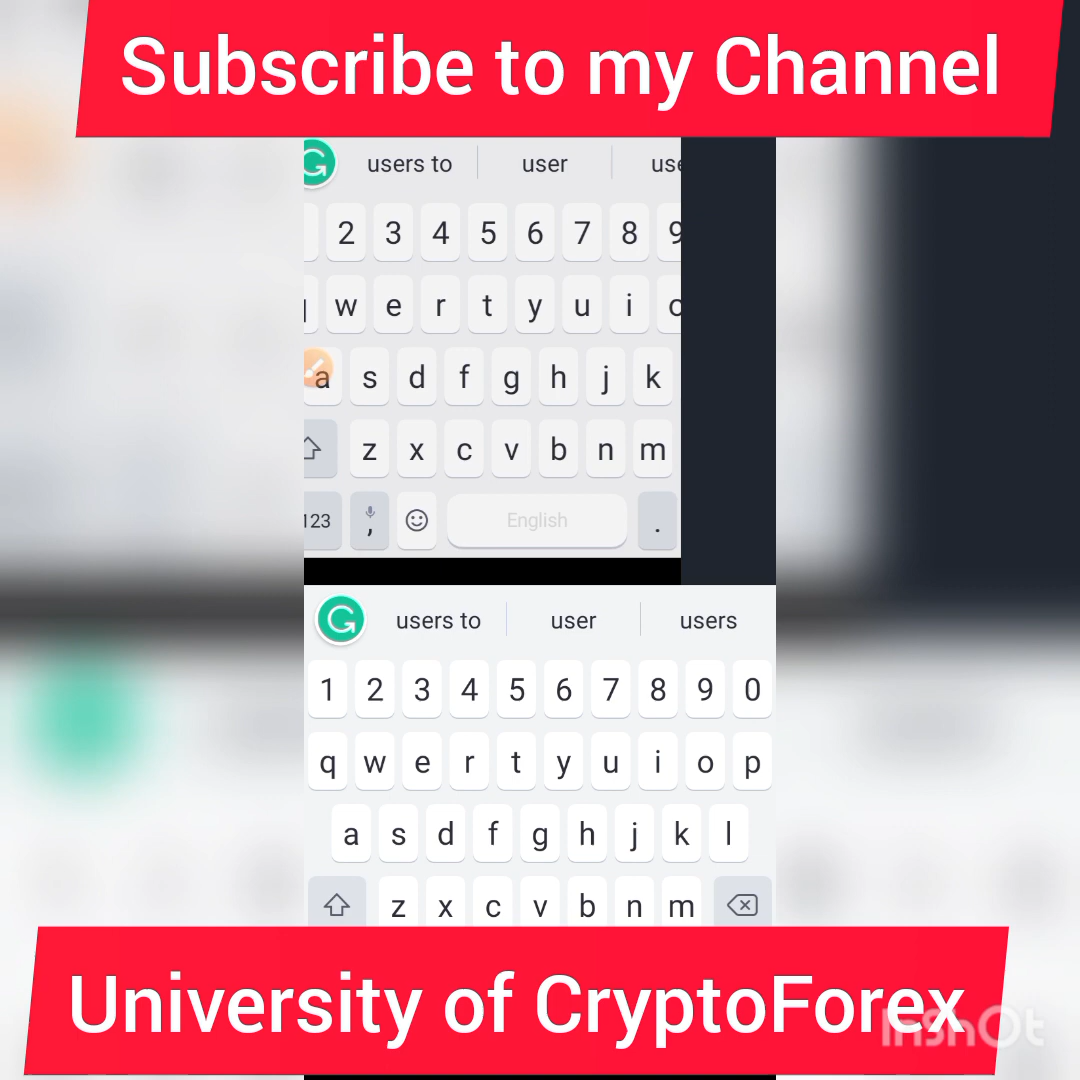 Subscribe to my Channel
users to user
2 3 4 5 6 7 8 9
w e r t y u i
a s d f g h j k
z x c v b n m
123 , English .
users to user users
1 2 3 4 5 6 7 8 9 0
q w e r t y u i o p
a s d f g h j k l
z x c v b n m
University of CryptoForex
InShOt